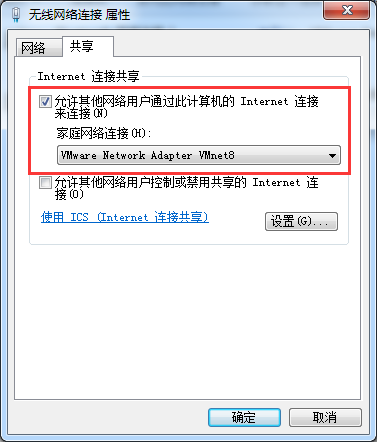 无线网络连接 属性
网络
共享
Internet 连接共享
允许其他网络用户通过此计算机的 Internet 连接
来连接(N)
家庭网络连接(H):
VMware Network Adapter VMnet8
允许其他网络用户控制或禁用共享的 Internet 连
接(O)
使用 ICS (Internet 连接共享)
设置(G)...
确定
取消